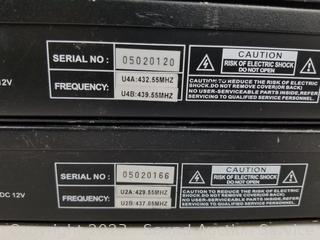 SERIAL NO : 05020120
FREQUENCY: U4A: 432.55MHZ
U4B: 439.55MHZ
12V
CAUTION
RISK OF ELECTRIC SHOCK
DO NOT OPEN
CAUTION: TO REDUCE THE RISK OF ELECTRIC
SHOCK, DO NOT REMOVE COVER(OR BACK)
NO USER-SERVICEABLE PARTS INSIDE, REFER
SERVICING TO QUALIFIED SERVICE PERSONNEL.
SERIAL NO : 05020166
FREQUENCY: U2A: 429.55MHZ
U2B: 437.05MHZ
DC 12V
CAUTION
RISK OF ELECTRIC SHOCK
DO NOT OPEN
CAUTION: TO REDUCE THE RISK OF ELECTRIC
SHOCK, DO NOT REMOVE COVER(OR BACK)
NO USER-SERVICEABLE PARTS INSIDE, REFER
SERVICING TO QUALIFIED SERVICE PERSONNEL.